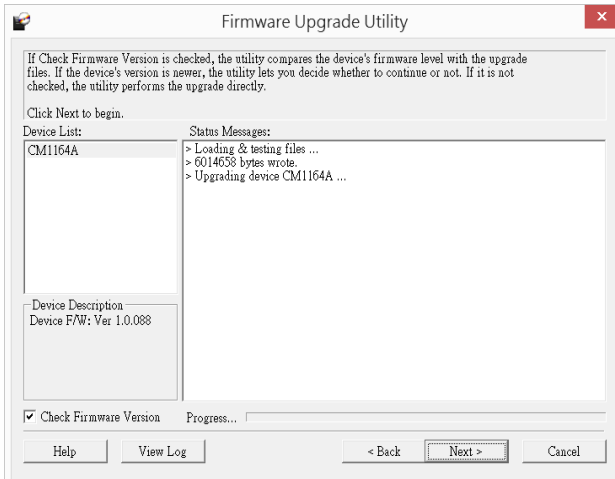 Firmware Upgrade Utility
If Check Firmware Version is checked, the utility compares the device's firmware level with the upgrade
files. If the device's version is newer, the utility lets you decide whether to continue or not. If it is not
checked, the utility performs the upgrade directly.
Click Next to begin.
Device List:
CM1164A
Status Messages:
> Loading & testing files ...
> 6014658 bytes wrote.
> Upgrading device CM1164A ...
Device Description
Device F/W: Ver 1.0.088
Check Firmware Version
Progress...
Help
View Log
< Back
Next >
Cancel